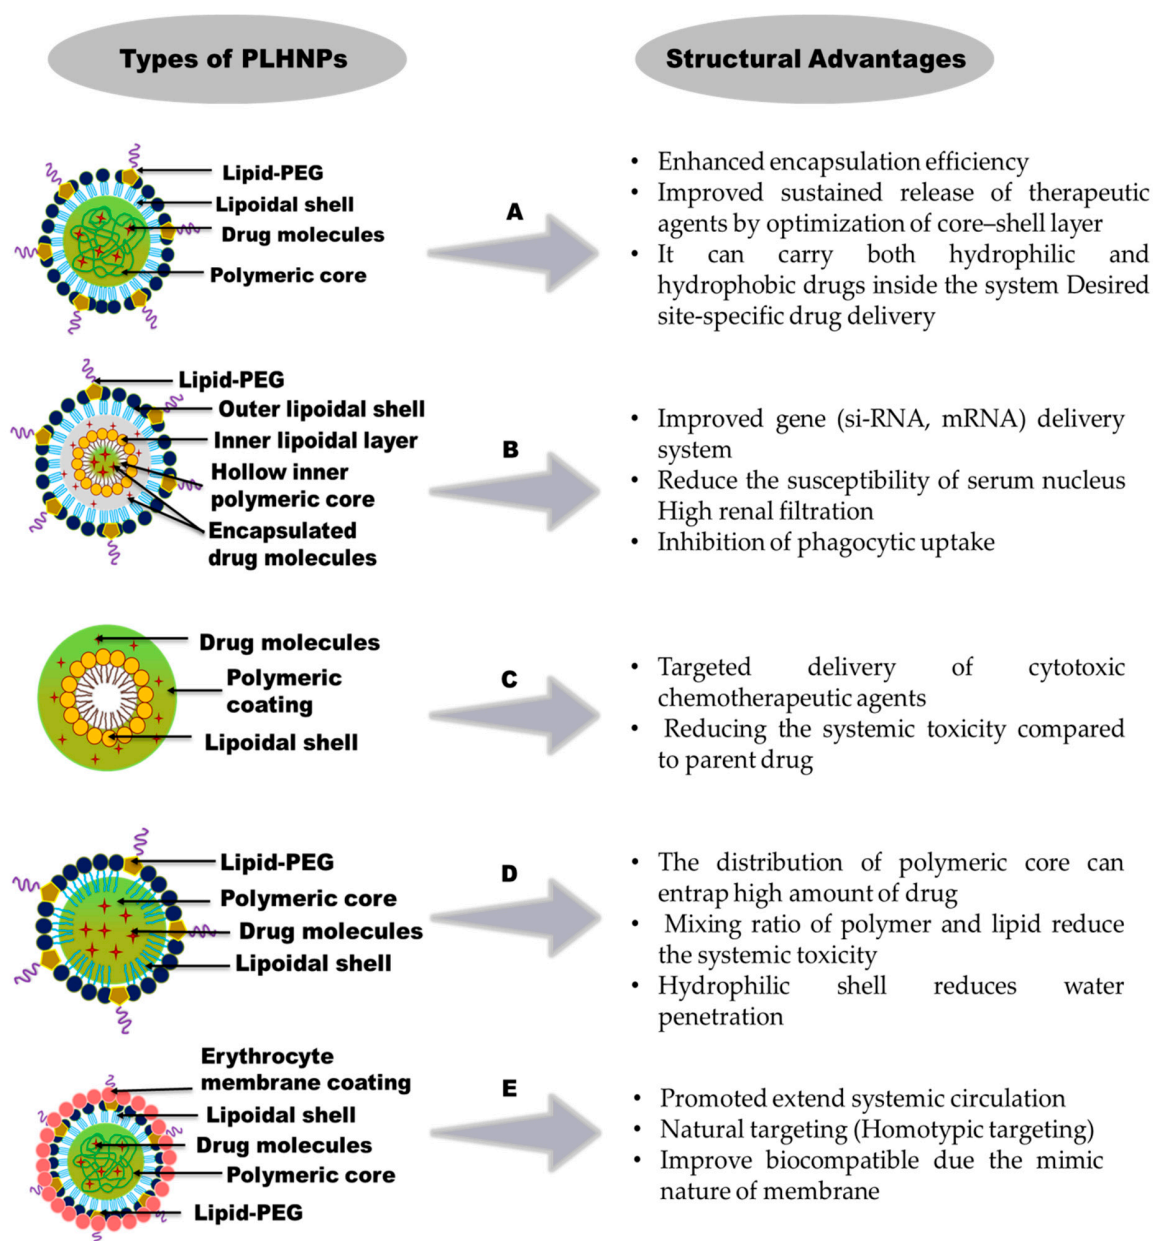 Types of PLHNPs
Structural Advantages
Lipid-PEG
Lipoidal shell
Drug molecules
Polymeric core
A
• Enhanced encapsulation efficiency
• Improved sustained release of therapeutic
agents by optimization of core–shell layer
• It can carry both hydrophilic and
hydrophobic drugs inside the system Desired
site-specific drug delivery
Lipid-PEG
Outer lipoidal shell
Inner lipoidal layer
Hollow inner
polymeric core
Encapsulated
drug molecules
B
• Improved gene (si-RNA, mRNA) delivery
system
• Reduce the susceptibility of serum nucleus
High renal filtration
• Inhibition of phagocytic uptake
Drug molecules
Polymeric
coating
Lipoidal shell
C
• Targeted delivery of cytotoxic
chemotherapeutic agents
• Reducing the systemic toxicity compared
to parent drug
Lipid-PEG
Polymeric core
Drug molecules
Lipoidal shell
D
• The distribution of polymeric core can
entrap high amount of drug
• Mixing ratio of polymer and lipid reduce
the systemic toxicity
• Hydrophilic shell reduces water
penetration
Erythrocyte
membrane coating
Lipoidal shell
Drug molecules
Polymeric core
Lipid-PEG
E
• Promoted extend systemic circulation
• Natural targeting (Homotypic targeting)
• Improve biocompatible due the mimic
nature of membrane